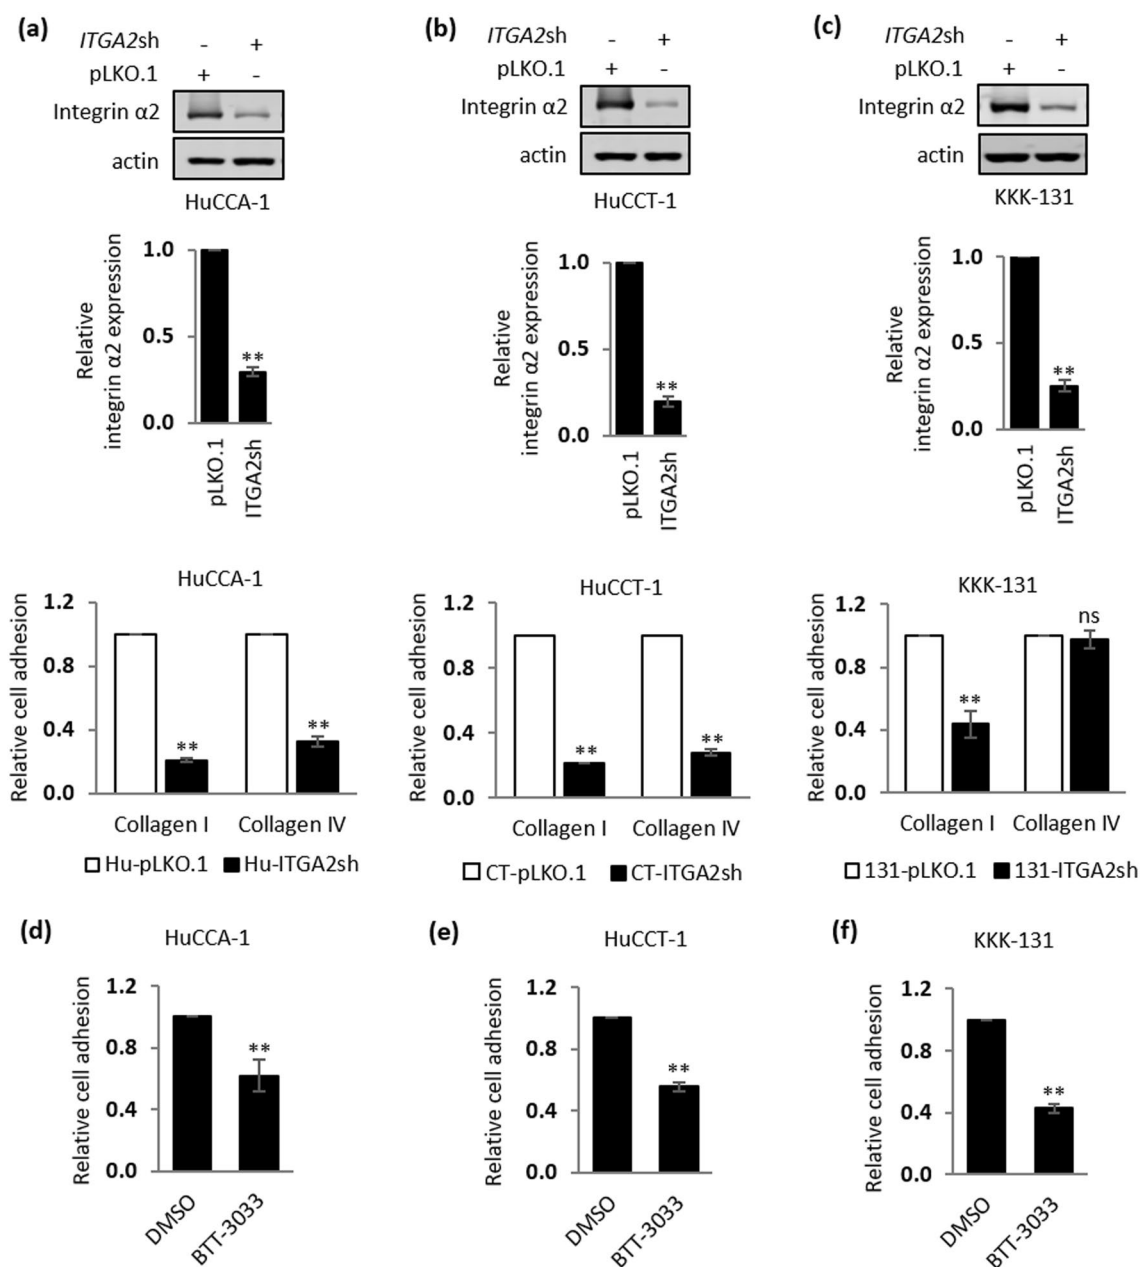 (a)
ITGA2sh - +
pLKO.1 + -
Integrin α2
actin
HuCCA-1
Relative
integrin α2 expression
1.0
0.5
0.0
**
pLKO.1
ITGA2sh
HuCCA-1
Relative cell adhesion
1.2
0.8
0.4
0.0
**
**
Collagen I Collagen IV
Hu-pLKO.1 Hu-ITGA2sh
(b)
ITGA2sh - +
pLKO.1 + -
Integrin α2
actin
HuCCT-1
Relative
integrin α2 expression
1.0
0.5
0.0
**
pLKO.1
ITGA2sh
HuCCT-1
Relative cell adhesion
1.2
0.8
0.4
0.0
**
**
Collagen I Collagen IV
CT-pLKO.1 CT-ITGA2sh
(c)
ITGA2sh - +
pLKO.1 + -
Integrin α2
actin
KKK-131
Relative
integrin α2 expression
1.0
0.5
0.0
**
pLKO.1
ITGA2sh
KKK-131
Relative cell adhesion
1.2
0.8
0.4
0.0
**
ns
Collagen I Collagen IV
131-pLKO.1 131-ITGA2sh
(d)
HuCCA-1
Relative cell adhesion
1.2
0.8
0.4
0.0
**
DMSO
BTT-3033
(e)
HuCCT-1
Relative cell adhesion
1.2
0.8
0.4
0.0
**
DMSO
BTT-3033
(f)
KKK-131
Relative cell adhesion
1.2
0.8
0.4
0.0
**
DMSO
BTT-3033